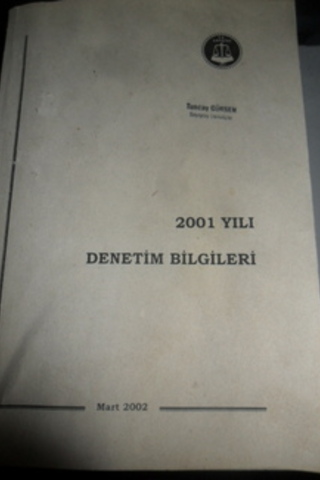 Tuncay GÜRSEN
2001 YILI
DENETİM BİLGİLERİ
Mart 2002